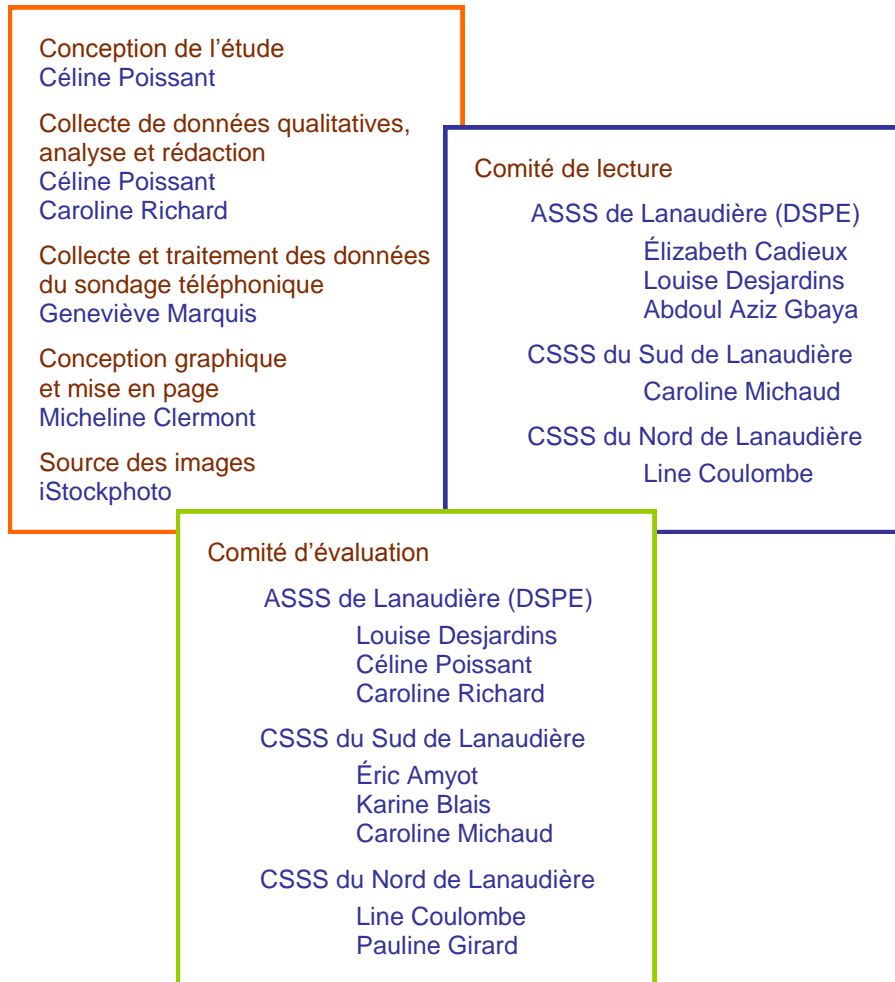 Conception de l'étude
Céline Poissant
Collecte de données qualitatives,
analyse et rédaction
Céline Poissant
Caroline Richard
Collecte et traitement des données
du sondage téléphonique
Geneviève Marquis
Conception graphique
et mise en page
Micheline Clermont
Source des images
iStockphoto
Comité de lecture
ASSS de Lanaudière (DSPE)
Élizabeth Cadieux
Louise Desjardins
Abdoul Aziz Gbaya
CSSS du Sud de Lanaudière
Caroline Michaud
CSSS du Nord de Lanaudière
Line Coulombe
Comité d'évaluation
ASSS de Lanaudière (DSPE)
Louise Desjardins
Céline Poissant
Caroline Richard
CSSS du Sud de Lanaudière
Éric Amyot
Karine Blais
Caroline Michaud
CSSS du Nord de Lanaudière
Line Coulombe
Pauline Girard